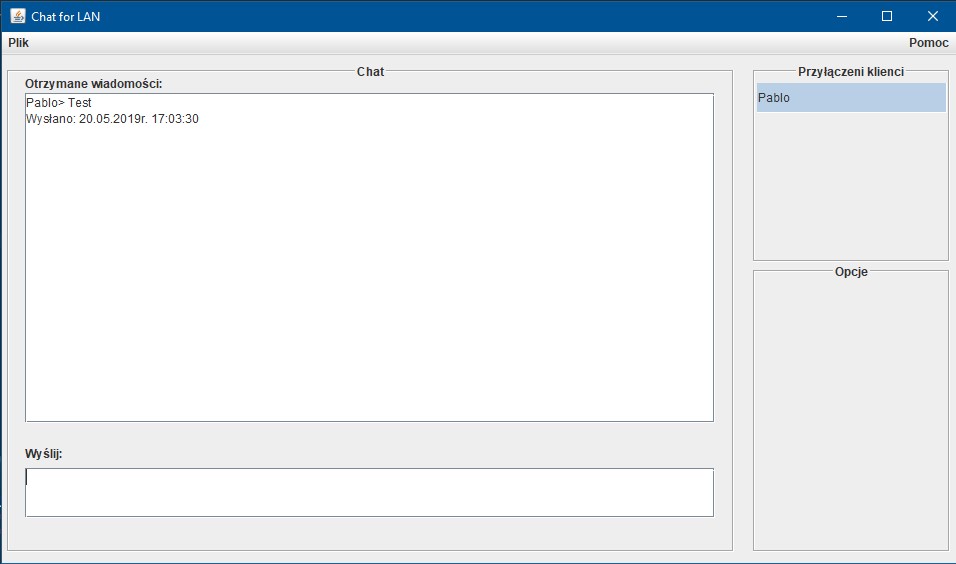 Chat for LAN
Plik Pomoc
Chat
Otrzymane wiadomości:
Pablo> Test
Wysłano: 20.05.2019r. 17:03:30
Wyślij:
Przyłączeni klienci
Pablo
Opcje